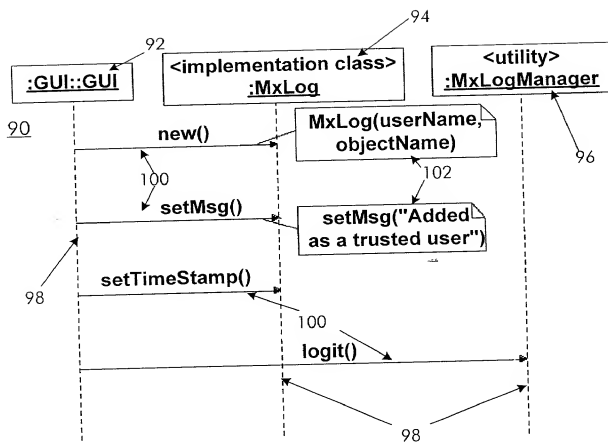 92
94
:GUI::GUI
<implementation class>
:MxLog
<utility>
:MxLogManager
90
new()
MxLog(userName,
objectName)
96
100
102
setMsg()
setMsg("Added
as a trusted user")
98
setTimeStamp()
100
logit()
98